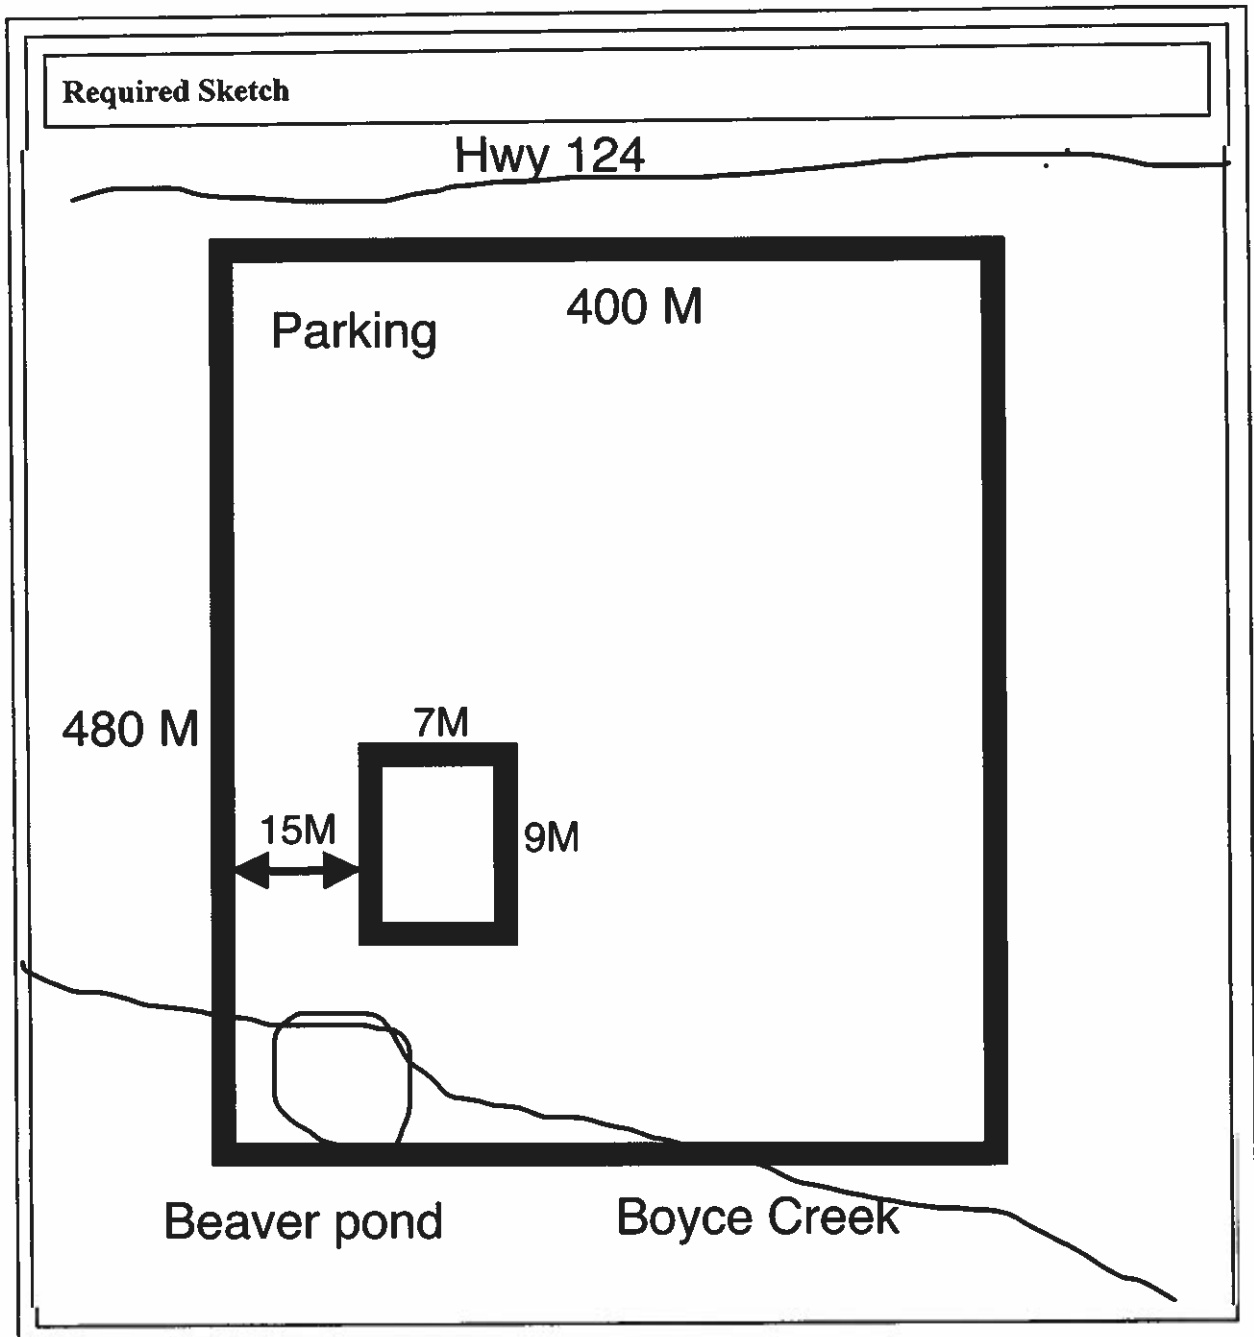 Required Sketch
Hwy 124
400 M
Parking
480 M
7M
15M
9M
Beaver pond
Boyce Creek